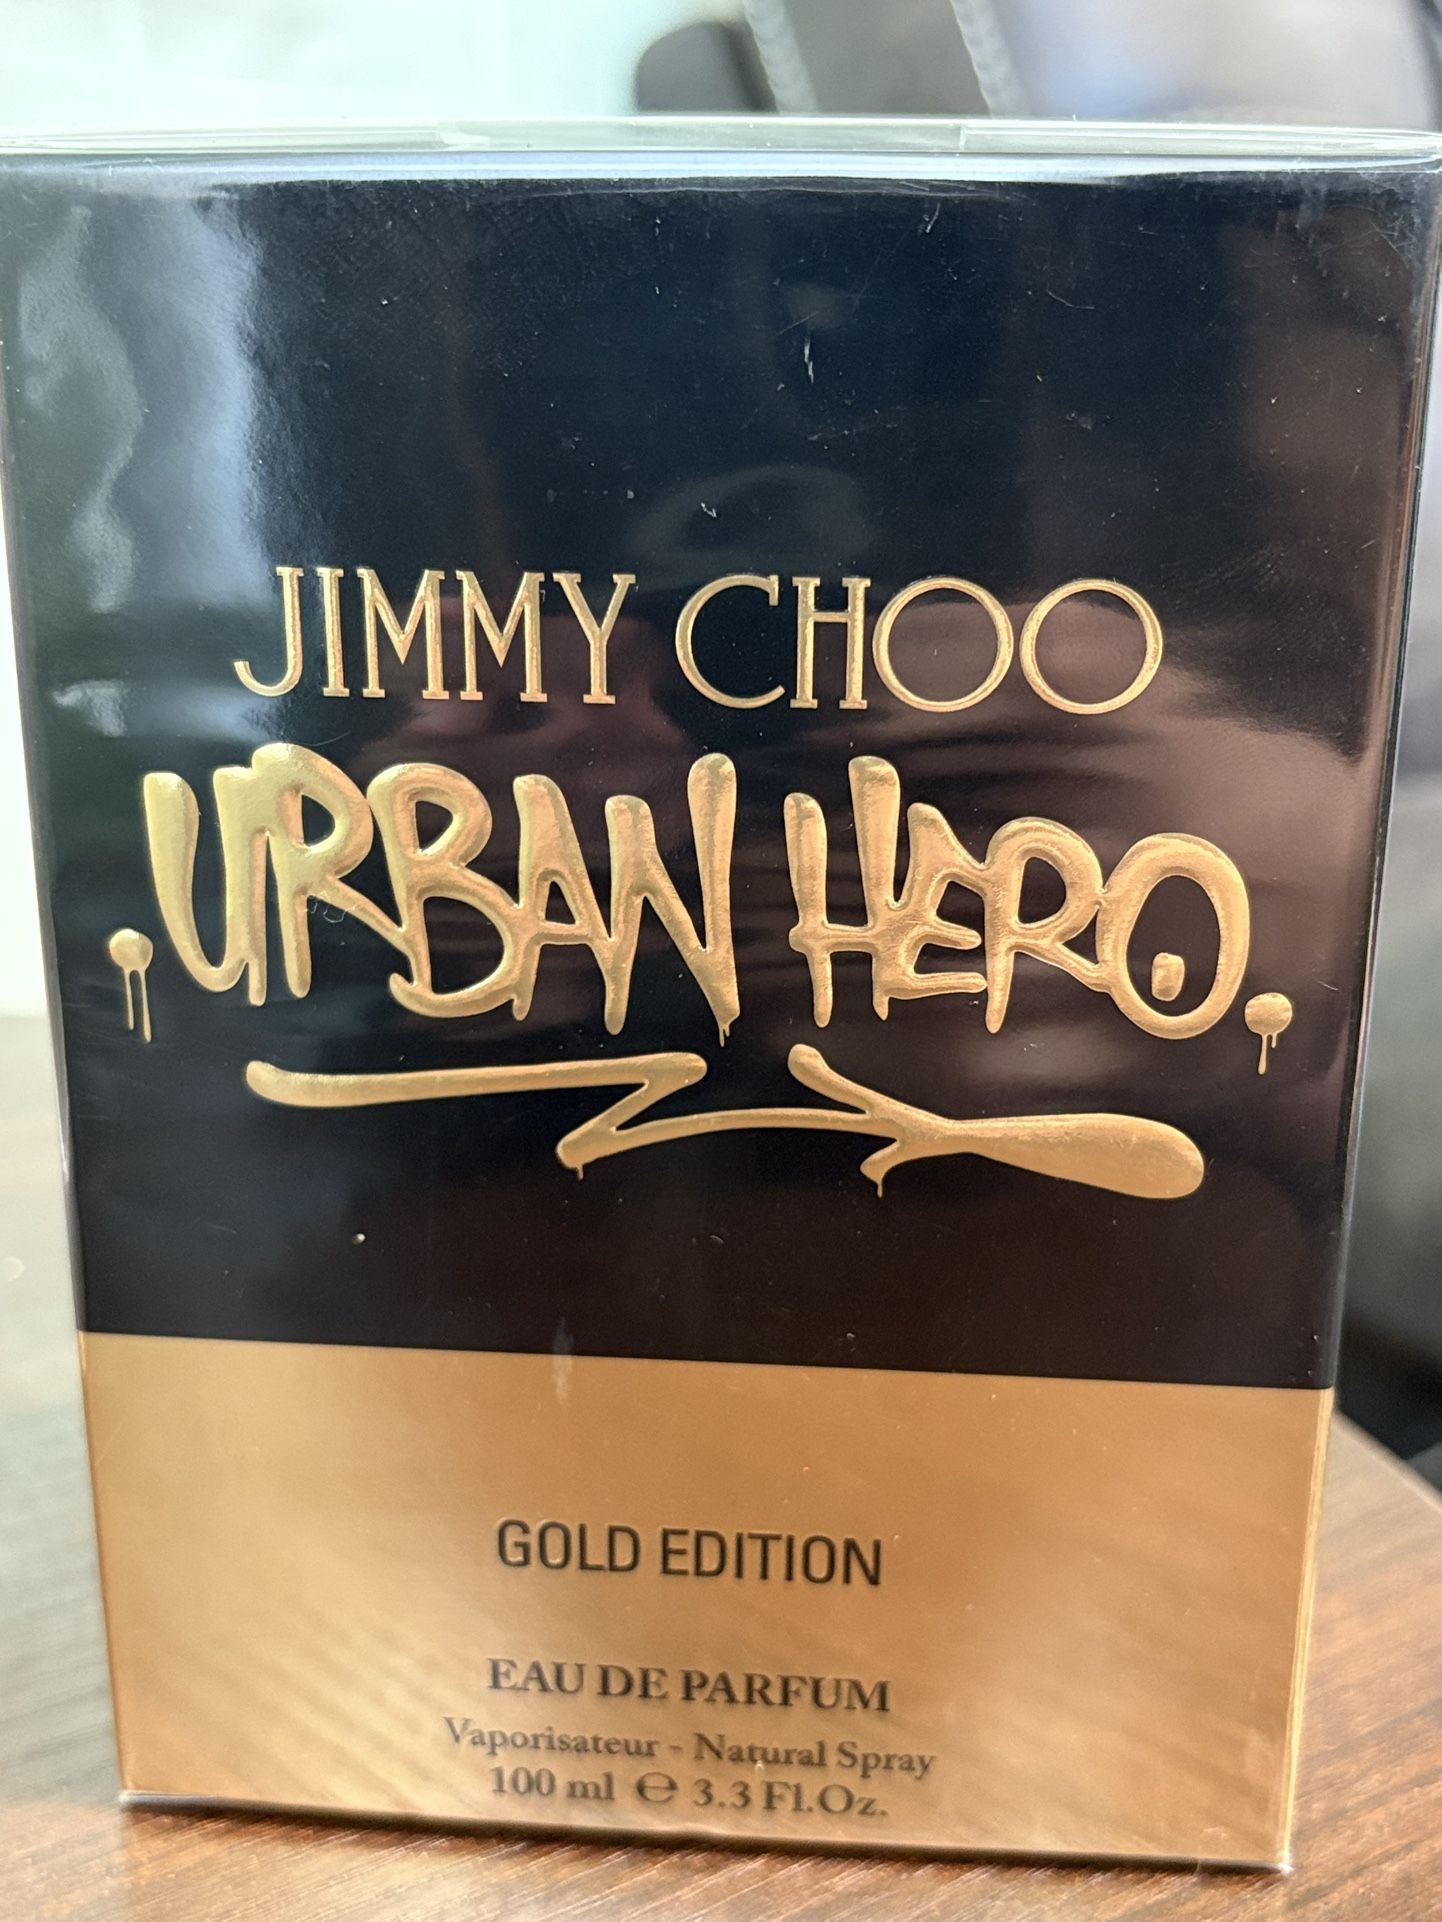 JIMMY CHOO
URBAN HERO
GOLD EDITION
EAU DE PARFUM
Vaporisateur - Natural Spray
100 ml ℮ 3.3 Fl.Oz.